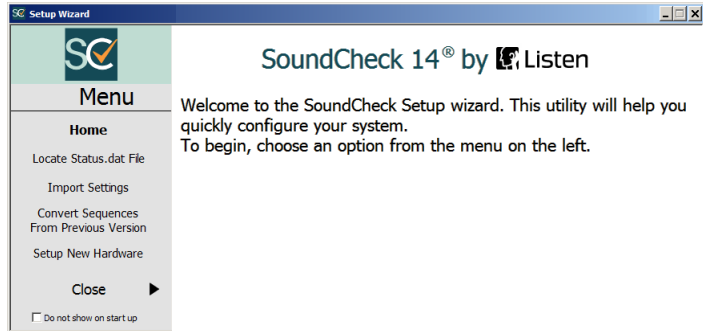 SC Setup Wizard
SC
SoundCheck 14® by Listen
Menu
Welcome to the SoundCheck Setup wizard. This utility will help you
quickly configure your system.
To begin, choose an option from the menu on the left.
Home
Locate Status.dat File
Import Settings
Convert Sequences
From Previous Version
Setup New Hardware
Close
Do not show on start up